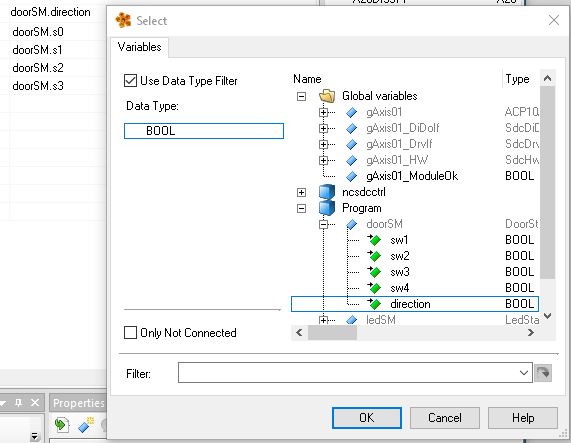 doorSM.direction
doorSM.s0
doorSM.s1
doorSM.s2
doorSM.s3
Select
Variables
Use Data Type Filter
Data Type:
BOOL
Name Type
Global variables
gAxis01 ACP10
gAxis01_DiDoIf SdcDiD
gAxis01_DrvIf SdcDrvIf
gAxis01_HW SdcHw
gAxis01_ModuleOk BOOL
ncsdcctrl
Program
doorSM DoorSt
sw1 BOOL
sw2 BOOL
sw3 BOOL
sw4 BOOL
direction BOOL
ledSM LedSta
Only Not Connected
Filter:
OK Cancel Help
Properties